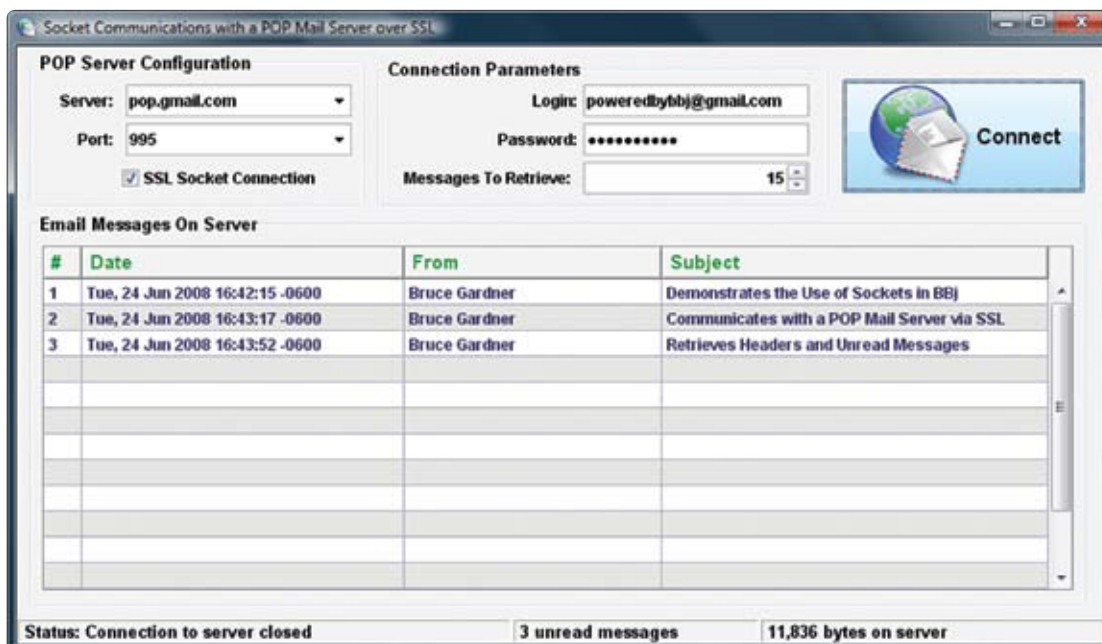 Socket Communications with a POP Mail Server over SSL
POP Server Configuration
Server: pop.gmail.com
Port: 995
SSL Socket Connection
Connection Parameters
Login: poweredbybbj@gmail.com
Password: ●●●●●●●●●●
Messages To Retrieve: 15
Connect
Email Messages On Server
# Date From Subject
1 Tue, 24 Jun 2008 16:42:15 -0600 Bruce Gardner Demonstrates the Use of Sockets in BBj
2 Tue, 24 Jun 2008 16:43:17 -0600 Bruce Gardner Communicates with a POP Mail Server via SSL
3 Tue, 24 Jun 2008 16:43:52 -0600 Bruce Gardner Retrieves Headers and Unread Messages
Status: Connection to server closed 3 unread messages 11,836 bytes on server